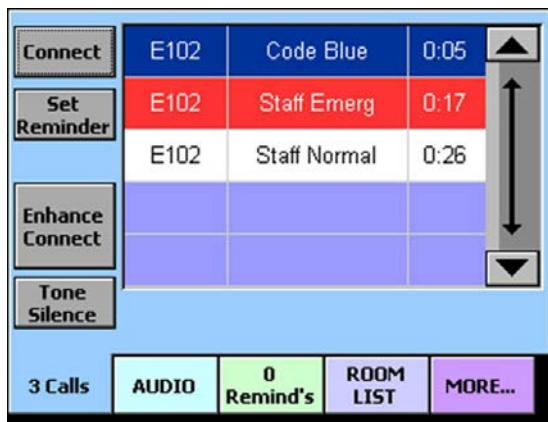 Connect
E102 Code Blue 0:05
Set
Reminder
E102 Staff Emerg 0:17
E102 Staff Normal 0:26
Enhance
Connect
Tone
Silence
3 Calls
AUDIO
0
Remind's
ROOM
LIST
MORE...